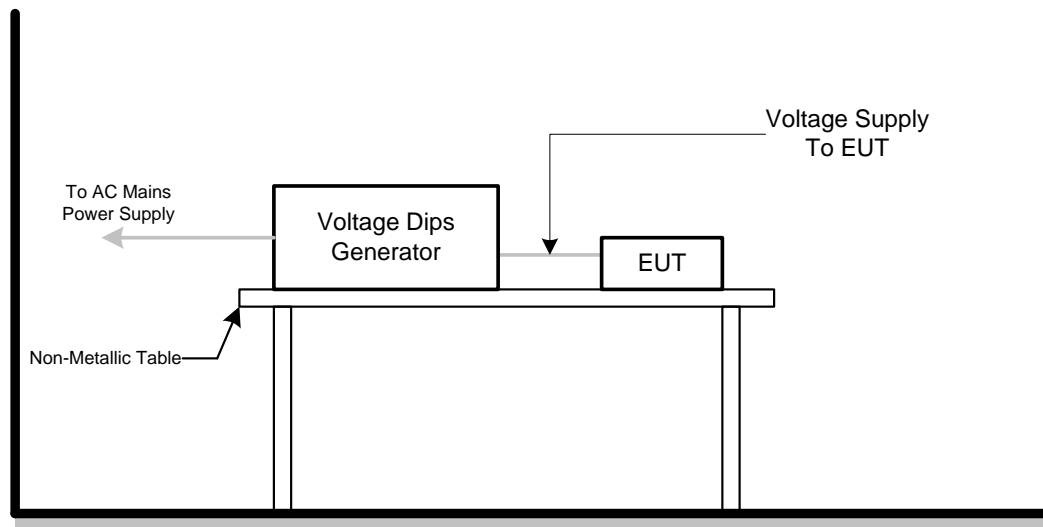 Voltage Supply
To EUT
To AC Mains
Power Supply
Voltage Dips
Generator
EUT
Non-Metallic Table